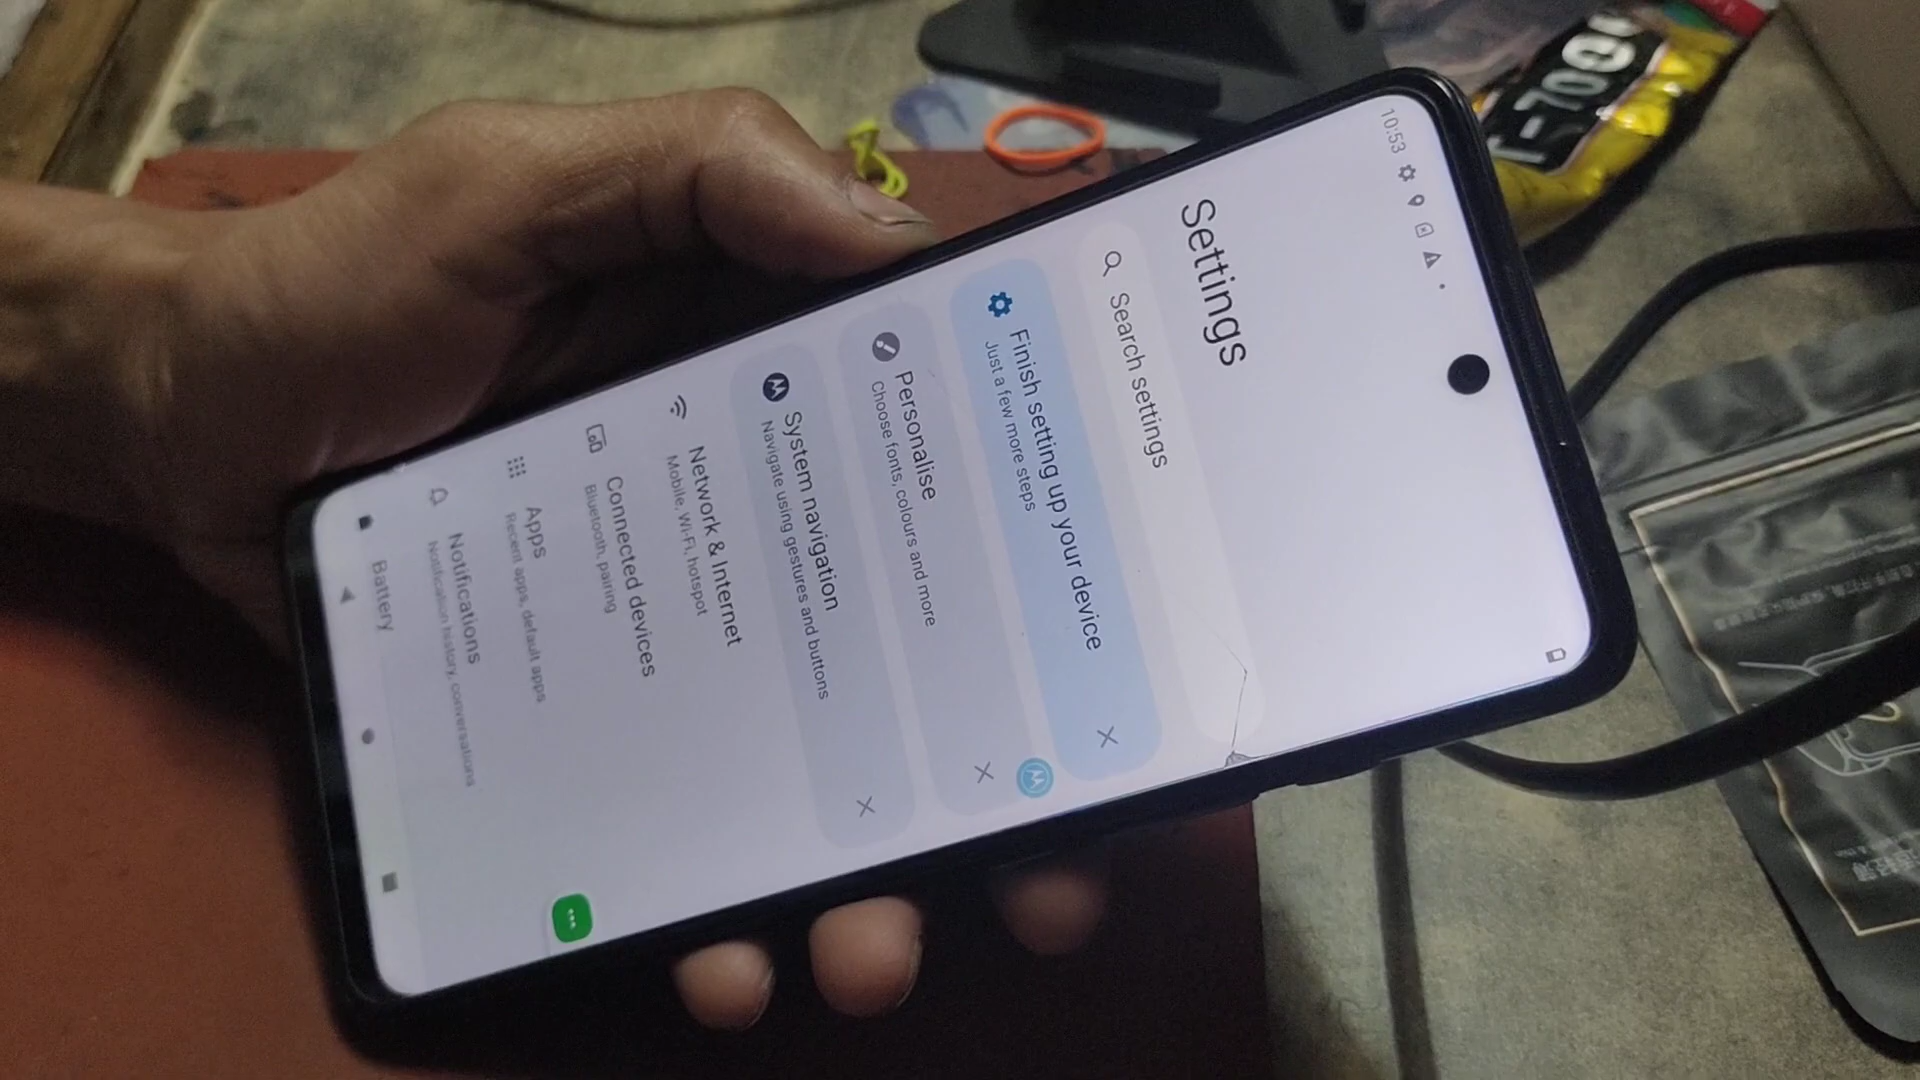 10:53
Settings
Search settings
Finish setting up your device
Just a few more steps
Personalise
Choose fonts, colours and more
System navigation
Navigate using gestures and buttons
Network & Internet
Mobile, Wi-Fi, hotspot
Connected devices
Bluetooth, pairing
Apps
Recent apps, default apps
Notifications
Notification history, conversations
Battery